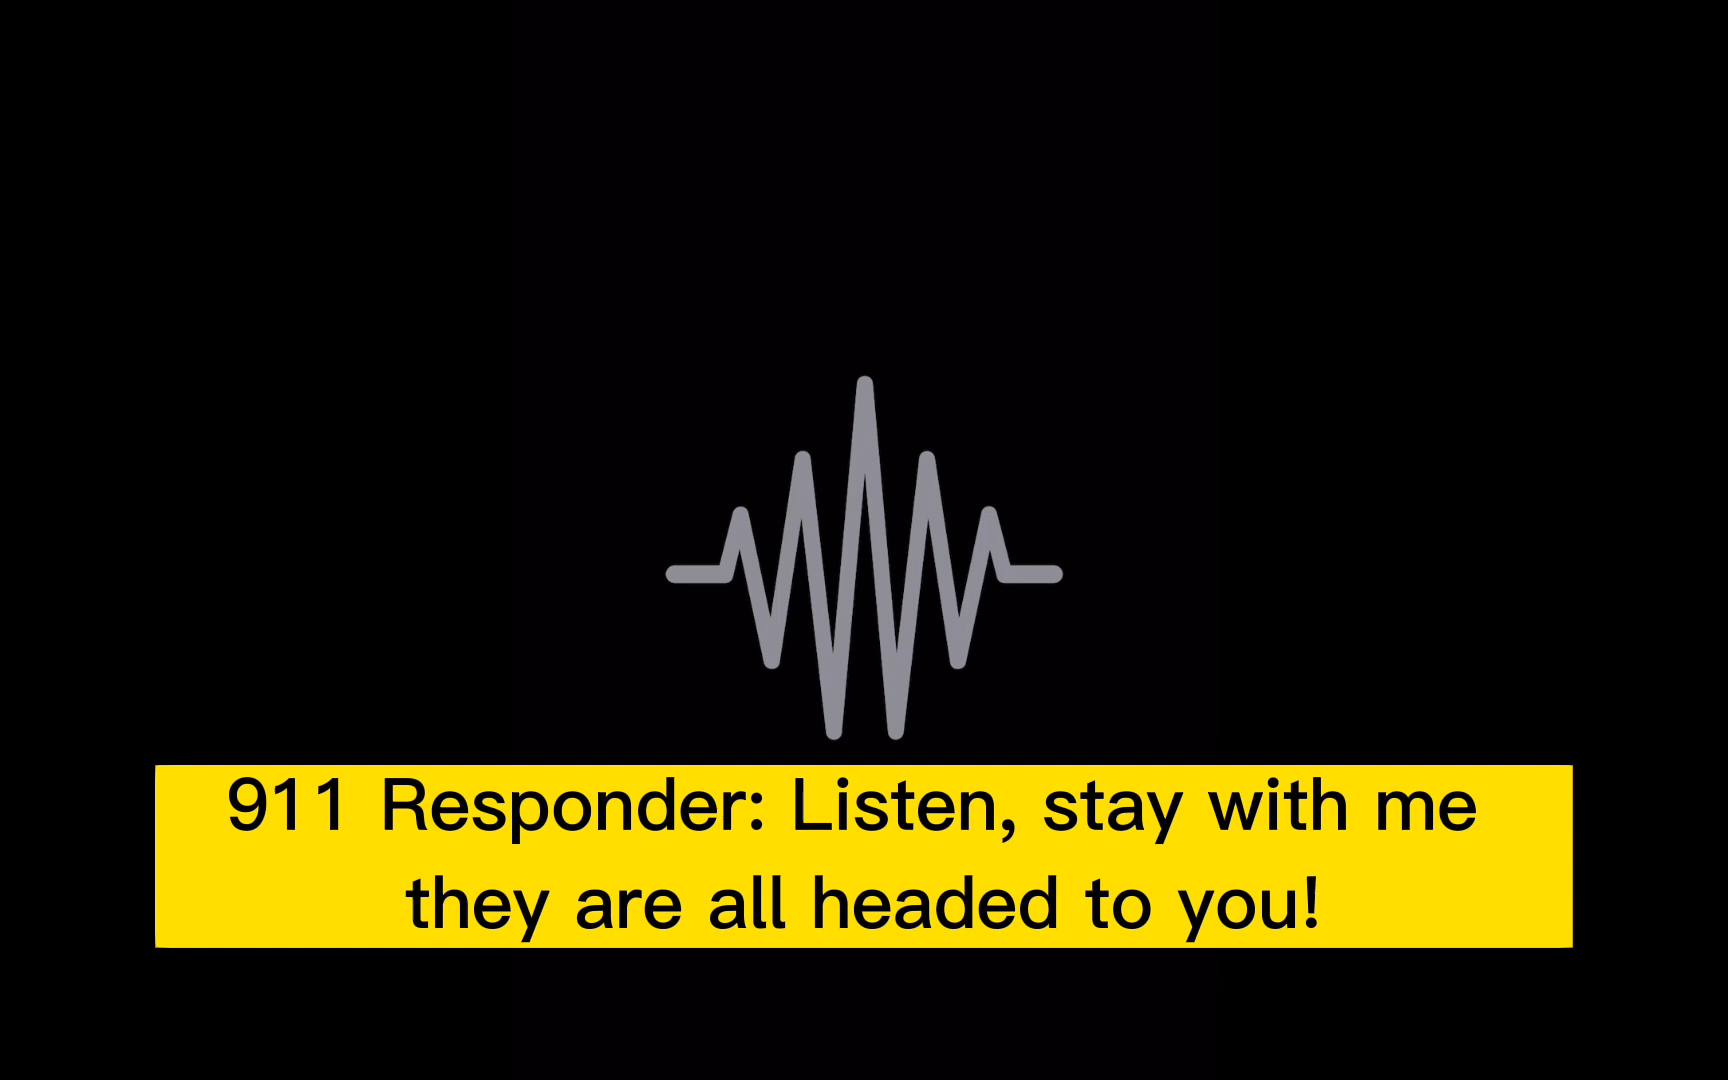 911 Responder: Listen, stay with me
they are all headed to you!